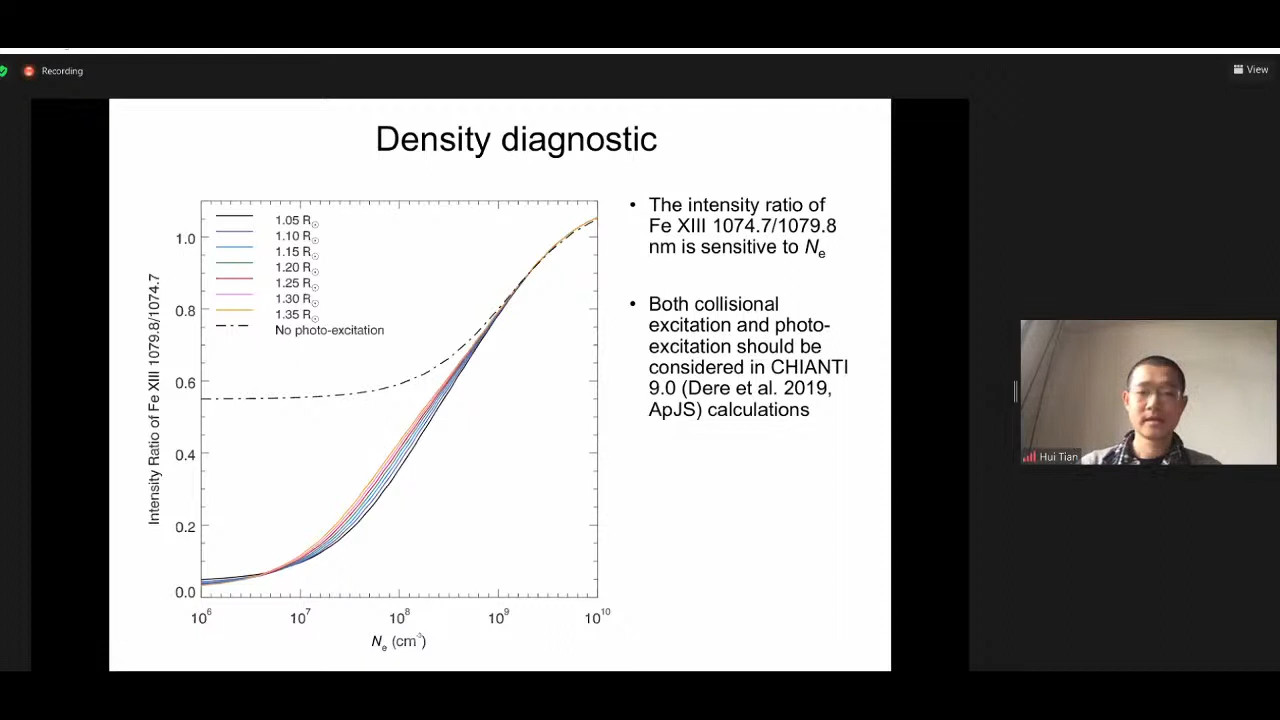 Recording
View
Density diagnostic
1.05 R☉
1.10 R☉
1.15 R☉
1.20 R☉
1.25 R☉
1.30 R☉
1.35 R☉
No photo-excitation
Intensity Ratio of Fe XIII 1079.8/1074.7
1.0
0.8
0.6
0.4
0.2
0.0
10⁶
10⁷
10⁸
10⁹
10¹⁰
Nₑ (cm⁻³)
• The intensity ratio of
Fe XIII 1074.7/1079.8
nm is sensitive to Nₑ
• Both collisional
excitation and photo-
excitation should be
considered in CHIANTI
9.0 (Dere et al. 2019,
ApJS) calculations
Hui Tian